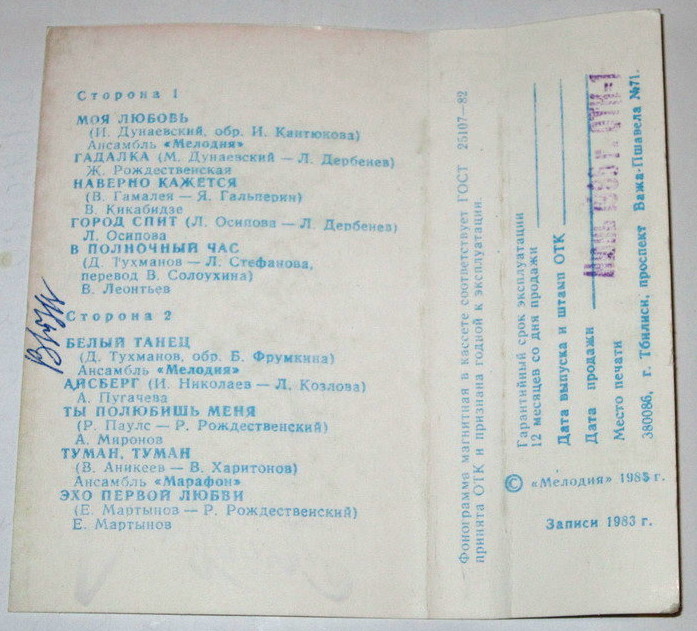 Сторона 1
МОЯ ЛЮБОВЬ
(И. Дунаевский, обр. И. Кантюкова)
Ансамбль «Мелодия»
ГАДАЛКА (М. Дунаевский — Л. Дербенев)
Ж. Рождественская
НАВЕРНО КАЖЕТСЯ
(В. Гамалея — Я. Гальперин)
В. Кикабидзе
ГОРОД СПИТ (Л. Осипова — Л. Дербенев)
Л. Осипова
В ПОЛНОЧНЫЙ ЧАС
(Д. Тухманов — Л. Стефанова,
перевод В. Солоухина)
В. Леонтьев
Сторона 2
БЕЛЫЙ ТАНЕЦ
(Д. Тухманов, обр. Б. Фрумкина)
Ансамбль «Мелодия»
АЙСБЕРГ (И. Николаев — Л. Козлова)
А. Пугачева
ТЫ ПОЛЮБИШЬ МЕНЯ
(Р. Паулс — Р. Рождественский)
А. Миронов
ТУМАН, ТУМАН
(В. Аникеев — В. Харитонов)
Ансамбль «Марафон»
ЭХО ПЕРВОЙ ЛЮБВИ
(Е. Мартынов — Р. Рождественский)
Е. Мартынов
Фонограмма магнитная в кассете соответствует ГОСТ 25107—82
принята ОТК и признана годной к эксплуатации.
Гарантийный срок эксплуатации
12 месяцев со дня продажи
Дата выпуска и штамп ОТК
Дата продажи
Место печати
380086, г. Тбилиси, проспект Важа-Пшавела №71.
© «Мелодия» 1985 г.
Записи 1983 г.